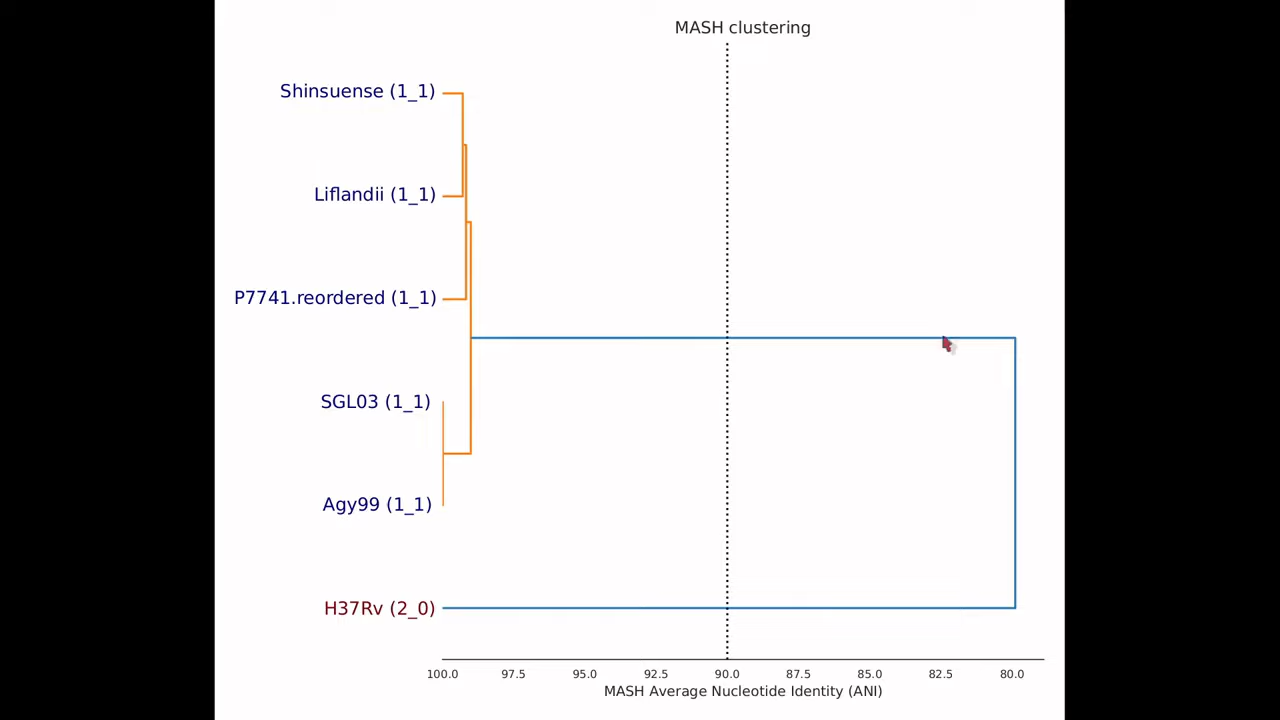 MASH clustering
Shinsuense (1_1)
Liflandii (1_1)
P7741.reordered (1_1)
SGL03 (1_1)
Agy99 (1_1)
H37Rv (2_0)
100.0 97.5 95.0 92.5 90.0 87.5 85.0 82.5 80.0
MASH Average Nucleotide Identity (ANI)